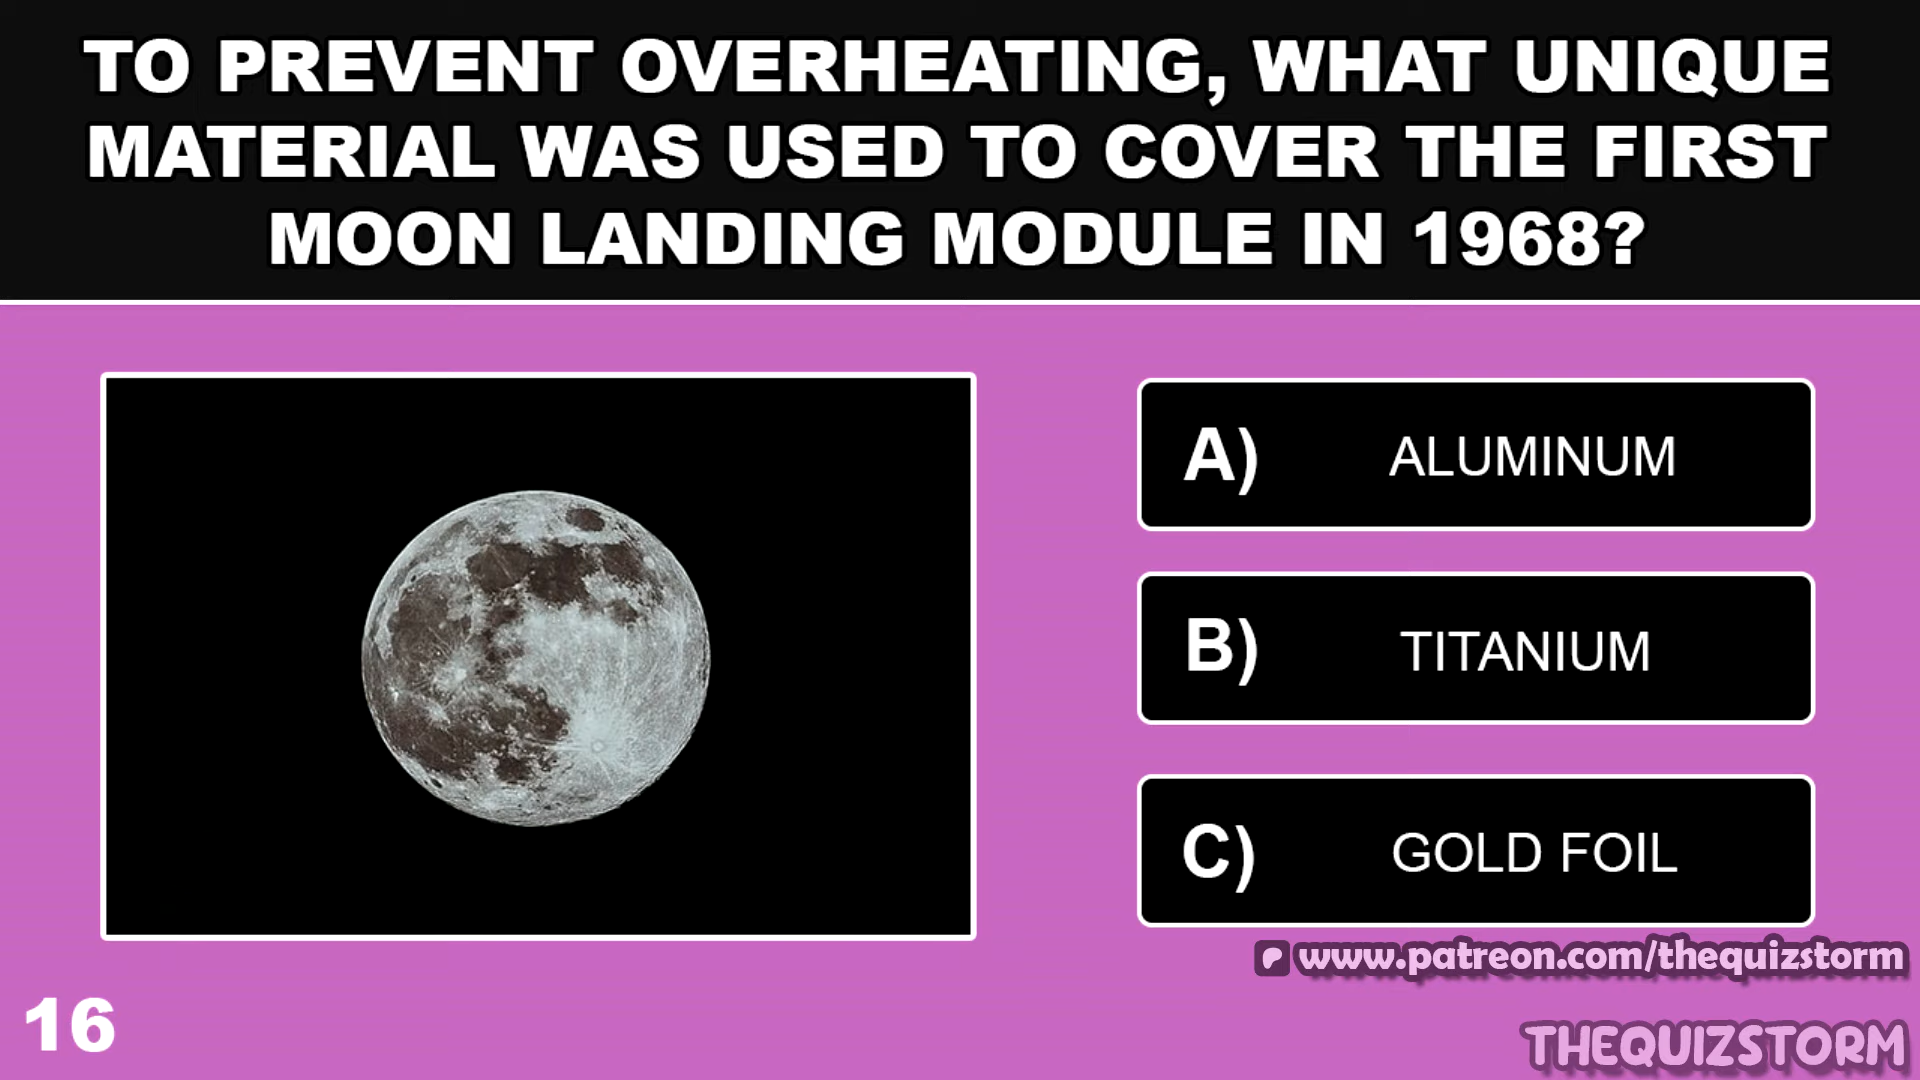 TO PREVENT OVERHEATING, WHAT UNIQUE
MATERIAL WAS USED TO COVER THE FIRST
MOON LANDING MODULE IN 1968?
A) ALUMINUM
B) TITANIUM
C) GOLD FOIL
www.patreon.com/thequizstorm
16
THEQUIZSTORM